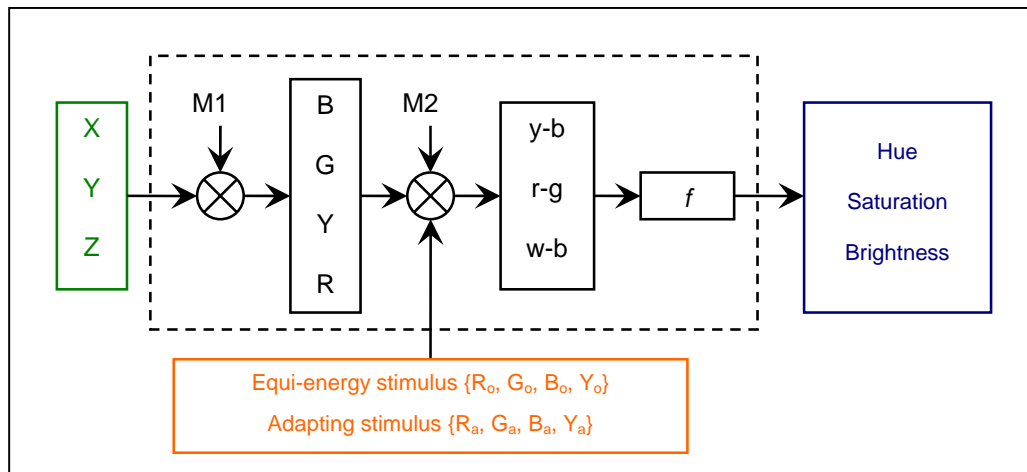 X
Y
Z
M1
B
G
Y
R
M2
y-b
r-g
w-b
f
Hue
Saturation
Brightness
Equi-energy stimulus {Rₒ, Gₒ, Bₒ, Yₒ}
Adapting stimulus {Rₐ, Gₐ, Bₐ, Yₐ}